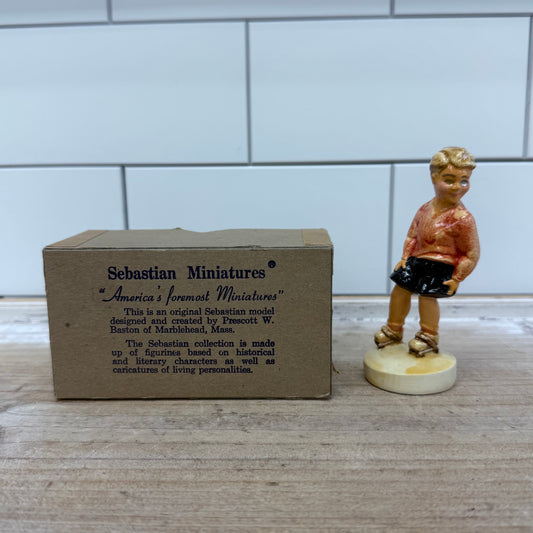 Sebastian Miniatures®
"America's foremost Miniatures"
This is an original Sebastian model
designed and created by Prescott W.
Baston of Marblehead, Mass.
The Sebastian collection is made
up of figurines based on historical
and literary characters as well as
caricatures of living personalities.